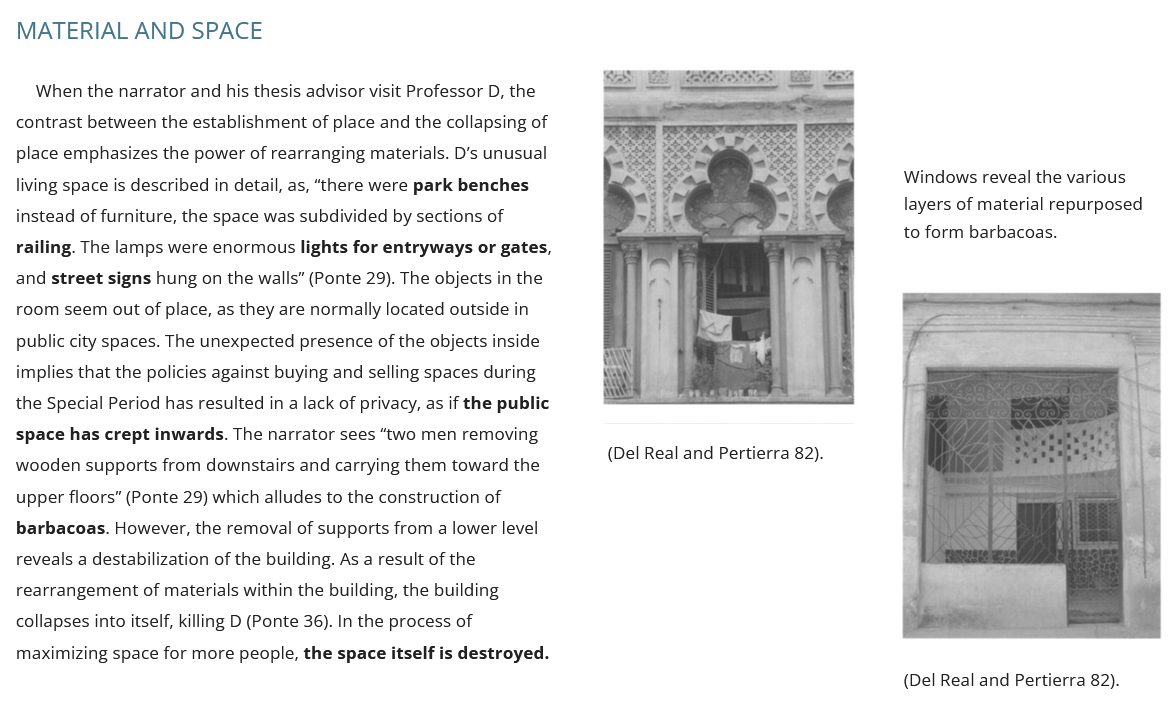 MATERIAL AND SPACE
When the narrator and his thesis advisor visit Professor D, the
contrast between the establishment of place and the collapsing of
place emphasizes the power of rearranging materials. D’s unusual
living space is described in detail, as, “there were park benches
instead of furniture, the space was subdivided by sections of
railing. The lamps were enormous lights for entryways or gates,
and street signs hung on the walls” (Ponte 29). The objects in the
room seem out of place, as they are normally located outside in
public city spaces. The unexpected presence of the objects inside
implies that the policies against buying and selling spaces during
the Special Period has resulted in a lack of privacy, as if the public
space has crept inwards. The narrator sees “two men removing
wooden supports from downstairs and carrying them toward the
upper floors” (Ponte 29) which alludes to the construction of
barbacoas. However, the removal of supports from a lower level
reveals a destabilization of the building. As a result of the
rearrangement of materials within the building, the building
collapses into itself, killing D (Ponte 36). In the process of
maximizing space for more people, the space itself is destroyed.
(Del Real and Pertierra 82).
Windows reveal the various
layers of material repurposed
to form barbacoas.
(Del Real and Pertierra 82).